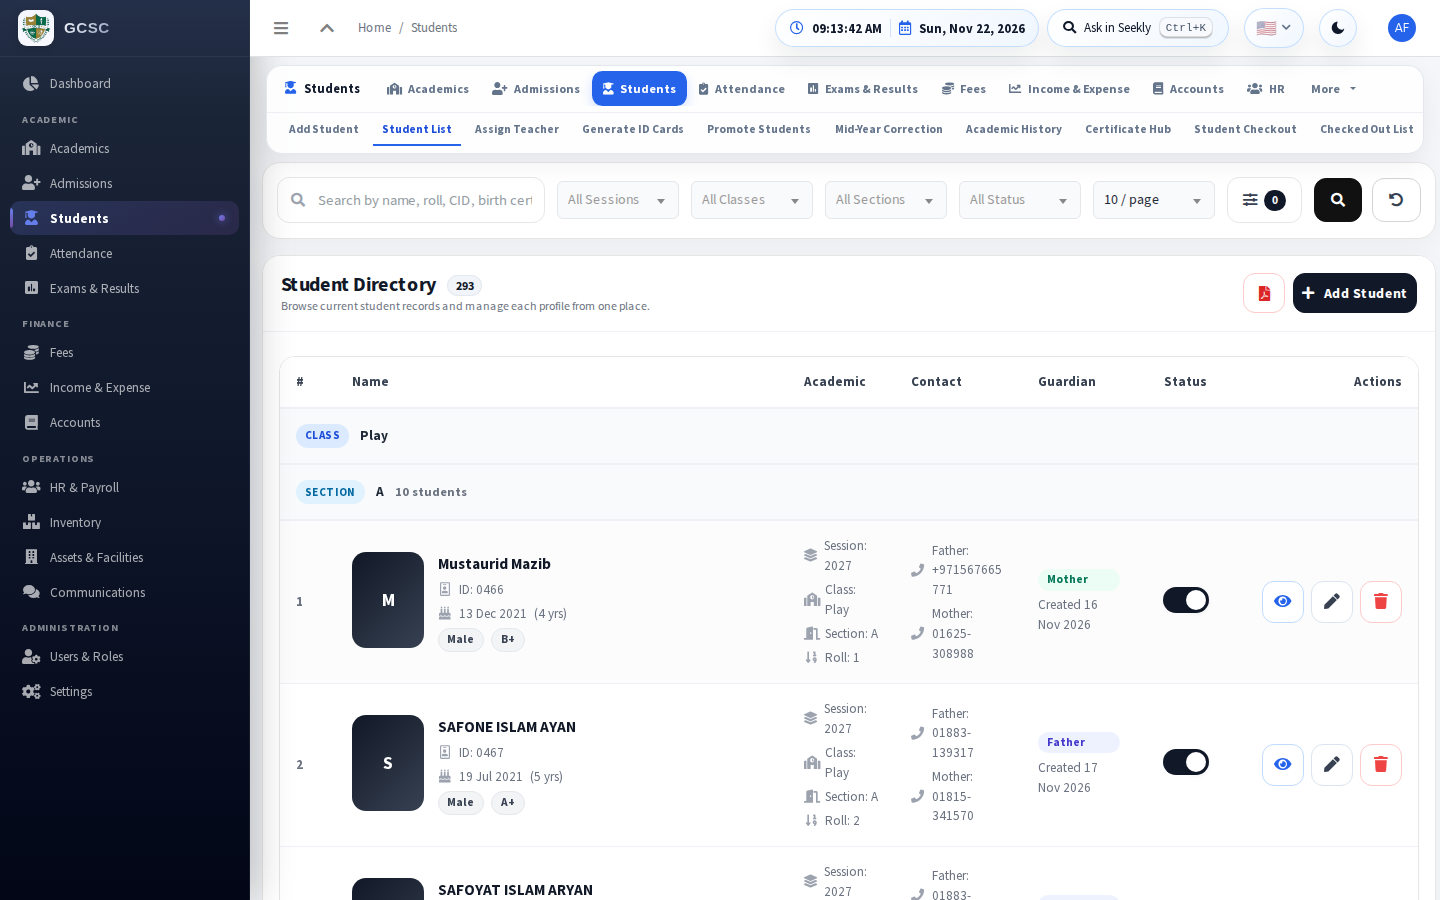 GCSC
Home / Students
09:13:42 AM
Sun, Nov 22, 2026
Ask in Seekly
Ctrl+K
AF
Dashboard
ACADEMIC
Academics
Admissions
Students
Attendance
Exams & Results
FINANCE
Fees
Income & Expense
Accounts
OPERATIONS
HR & Payroll
Inventory
Assets & Facilities
Communications
ADMINISTRATION
Users & Roles
Settings
Students
Academics
Admissions
Students
Attendance
Exams & Results
Fees
Income & Expense
Accounts
HR
More
Add Student
Student List
Assign Teacher
Generate ID Cards
Promote Students
Mid-Year Correction
Academic History
Certificate Hub
Student Checkout
Checked Out List
Search by name, roll, CID, birth cert
All Sessions
All Classes
All Sections
All Status
10 / page
0
Student Directory 293
Browse current student records and manage each profile from one place.
Add Student
# Name Academic Contact Guardian Status Actions
CLASS Play
SECTION A 10 students
1
M
Mustaurid Mazib
ID: 0466
13 Dec 2021 (4 yrs)
Male B+
Session:
2027
Class:
Play
Section: A
Roll: 1
Father:
+971567665
771
Mother:
01625-
308988
Mother
Created 16
Nov 2026
2
S
SAFONE ISLAM AYAN
ID: 0467
19 Jul 2021 (5 yrs)
Male A+
Session:
2027
Class:
Play
Section: A
Roll: 2
Father:
01883-
139317
Mother:
01815-
341570
Father
Created 17
Nov 2026
SAFOYAT ISLAM ARYAN
Session:
2027
Father:
01883-